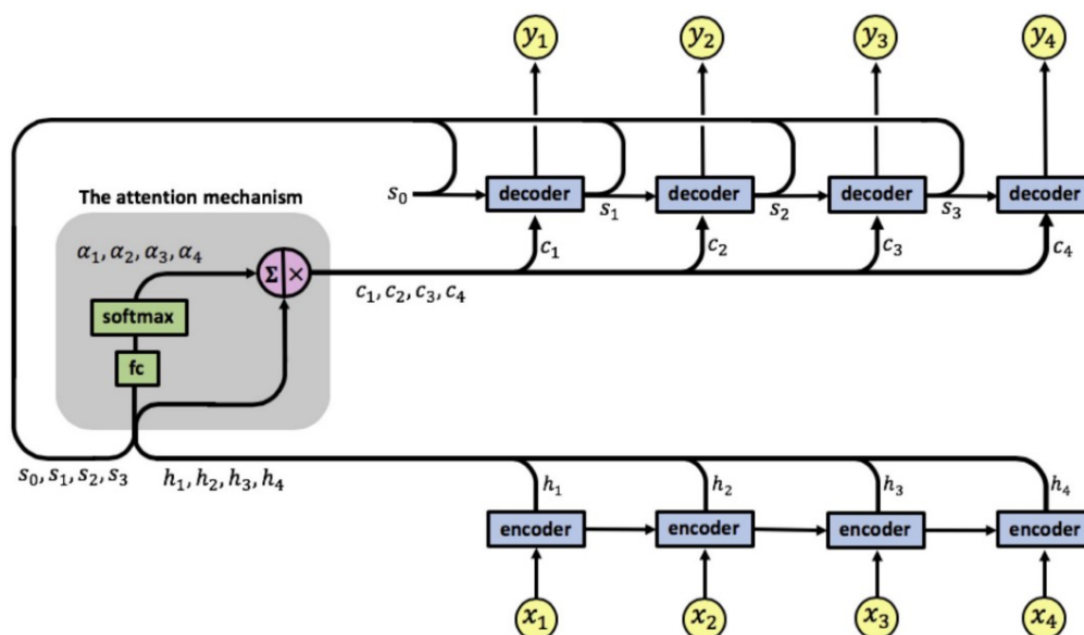 y₁ y₂ y₃ y₄
The attention mechanism
s₀ decoder s₁ decoder s₂ decoder s₃ decoder
α₁, α₂, α₃, α₄
Σ ×
c₁ c₂ c₃ c₄
c₁, c₂, c₃, c₄
softmax
fc
s₀, s₁, s₂, s₃ h₁, h₂, h₃, h₄
h₁ h₂ h₃ h₄
encoder encoder encoder encoder
x₁ x₂ x₃ x₄